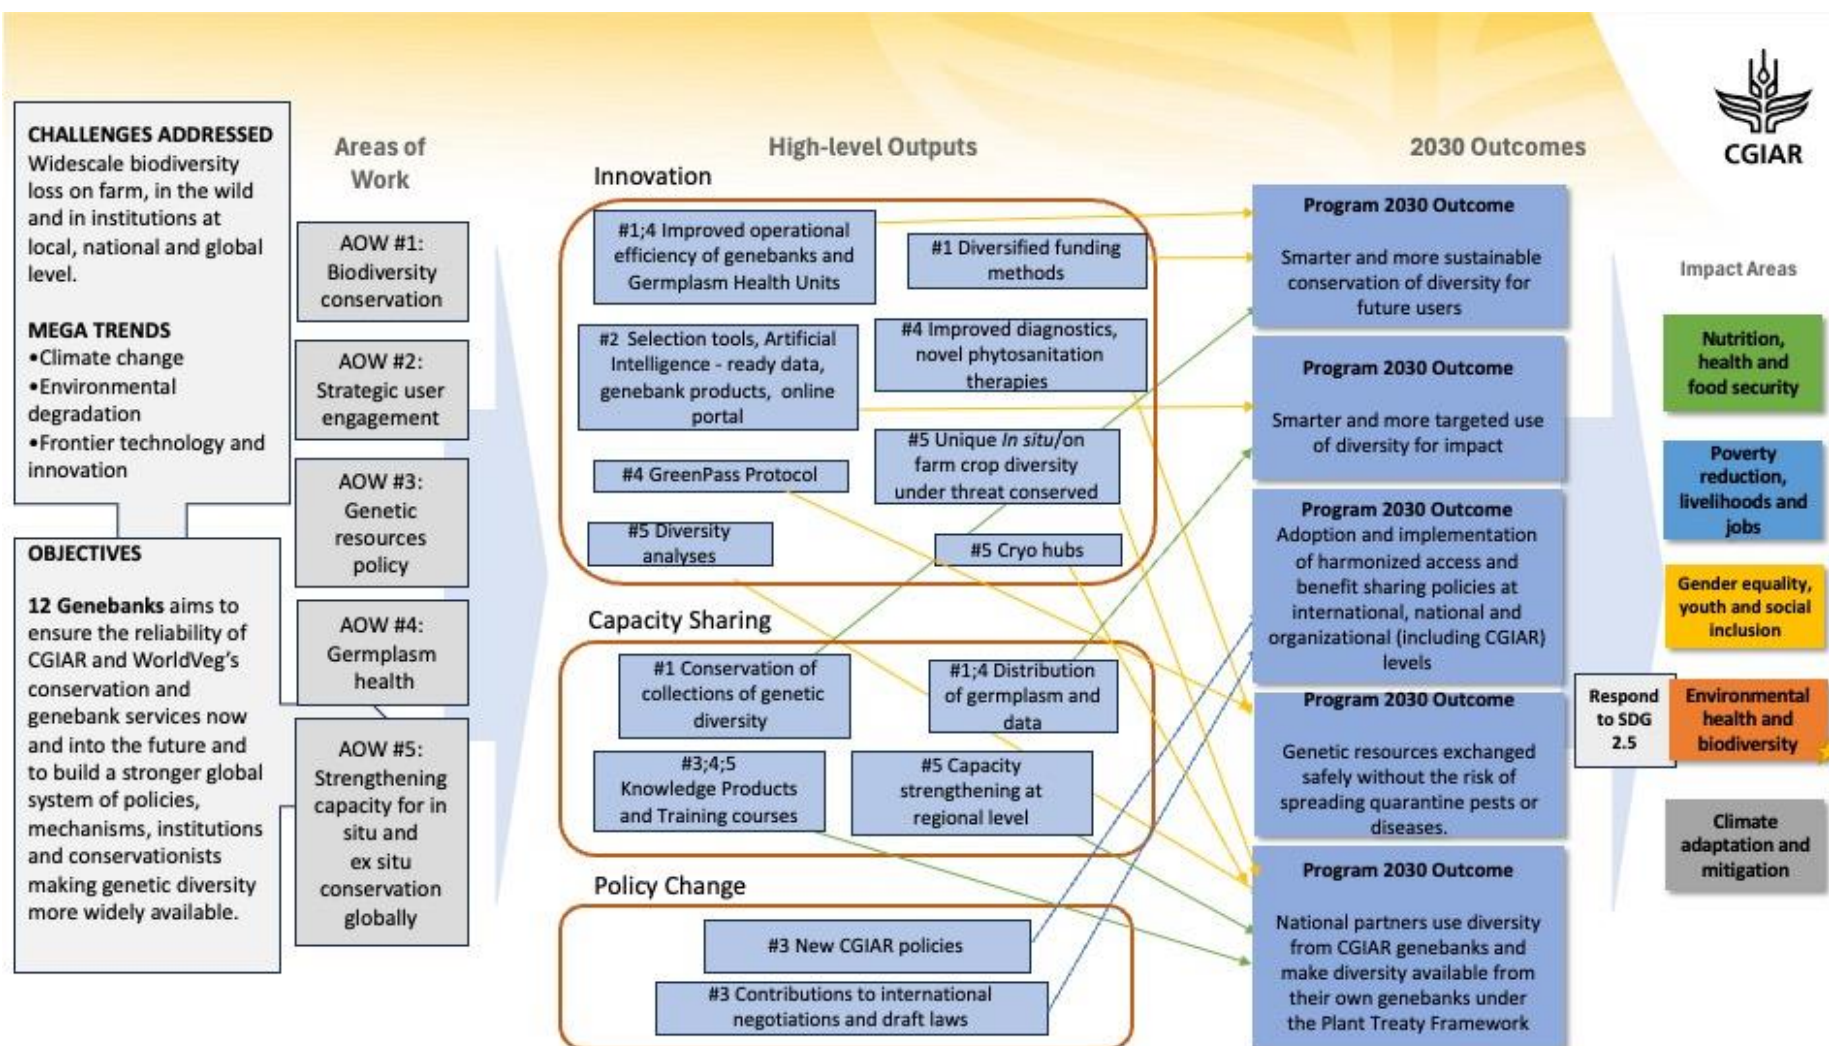 CGIAR
CHALLENGES ADDRESSED
Widescale biodiversity
loss on farm, in the wild
and in institutions at
local, national and global
level.
MEGA TRENDS
•Climate change
•Environmental
degradation
•Frontier technology and
innovation
OBJECTIVES
12 Genebanks aims to
ensure the reliability of
CGIAR and WorldVeg's
conservation and
genebank services now
and into the future and
to build a stronger global
system of policies,
mechanisms, institutions
and conservationists
making genetic diversity
more widely available.
Areas of
Work
AOW #1:
Biodiversity
conservation
AOW #2:
Strategic user
engagement
AOW #3:
Genetic
resources
policy
AOW #4:
Germplasm
health
AOW #5:
Strengthening
capacity for in
situ and
ex situ
conservation
globally
High-level Outputs
Innovation
#1;4 Improved operational
efficiency of genebanks and
Germplasm Health Units
#1 Diversified funding
methods
#2 Selection tools, Artificial
Intelligence - ready data,
genebank products, online
portal
#4 Improved diagnostics,
novel phytosanitation
therapies
#4 GreenPass Protocol
#5 Unique In situ/on
farm crop diversity
under threat conserved
#5 Diversity
analyses
#5 Cryo hubs
Capacity Sharing
#1 Conservation of
collections of genetic
diversity
#1;4 Distribution
of germplasm and
data
#3;4;5
Knowledge Products
and Training courses
#5 Capacity
strengthening at
regional level
Policy Change
#3 New CGIAR policies
#3 Contributions to international
negotiations and draft laws
2030 Outcomes
Program 2030 Outcome
Smarter and more sustainable
conservation of diversity for
future users
Program 2030 Outcome
Smarter and more targeted use
of diversity for impact
Program 2030 Outcome
Adoption and implementation
of harmonized access and
benefit sharing policies at
international, national and
organizational (including CGIAR)
levels
Program 2030 Outcome
Genetic resources exchanged
safely without the risk of
spreading quarantine pests or
diseases.
Program 2030 Outcome
National partners use diversity
from CGIAR genebanks and
make diversity available from
their own genebanks under
the Plant Treaty Framework
Respond
to SDG
2.5
Impact Areas
Nutrition,
health and
food security
Poverty
reduction,
livelihoods and
jobs
Gender equality,
youth and social
inclusion
Environmental
health and
biodiversity
Climate
adaptation and
mitigation